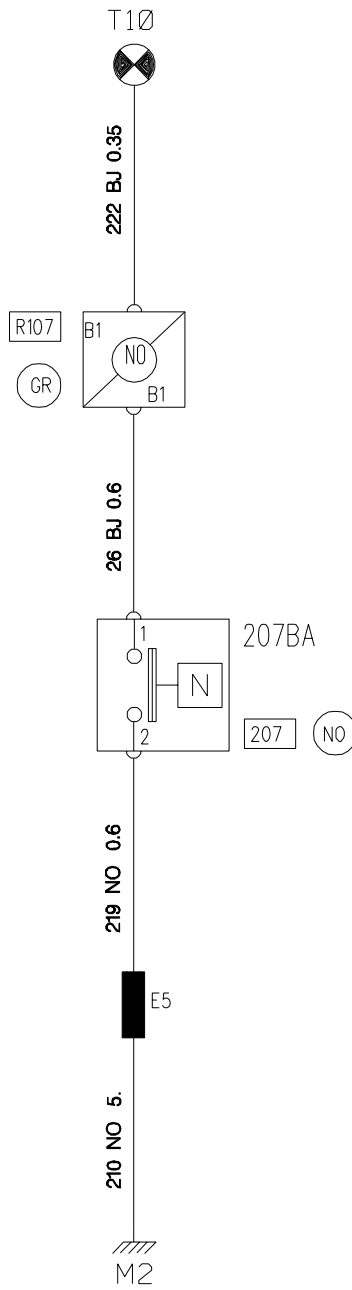 T10
222 BJ 0.35
R107
B1
NO
GR
B1
26 BJ 0.6
207BA
1
N
2
207
NO
219 NO 0.6
E5
210 NO 5.
M2